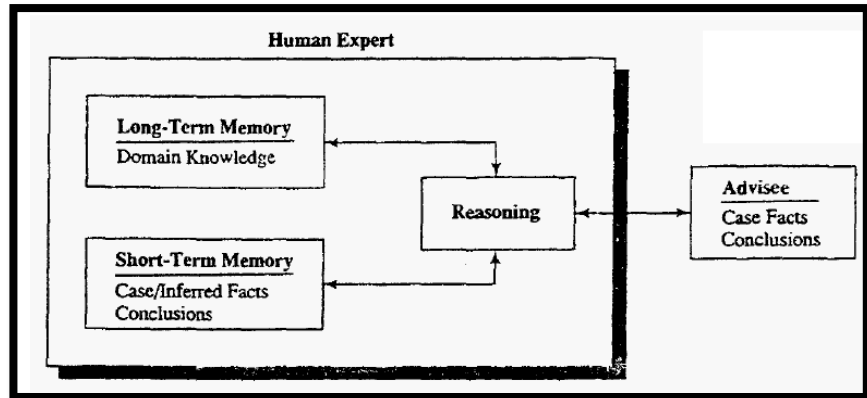 Human Expert
Long-Term Memory
Domain Knowledge
Reasoning
Short-Term Memory
Case/Inferred Facts
Conclusions
Advisee
Case Facts
Conclusions